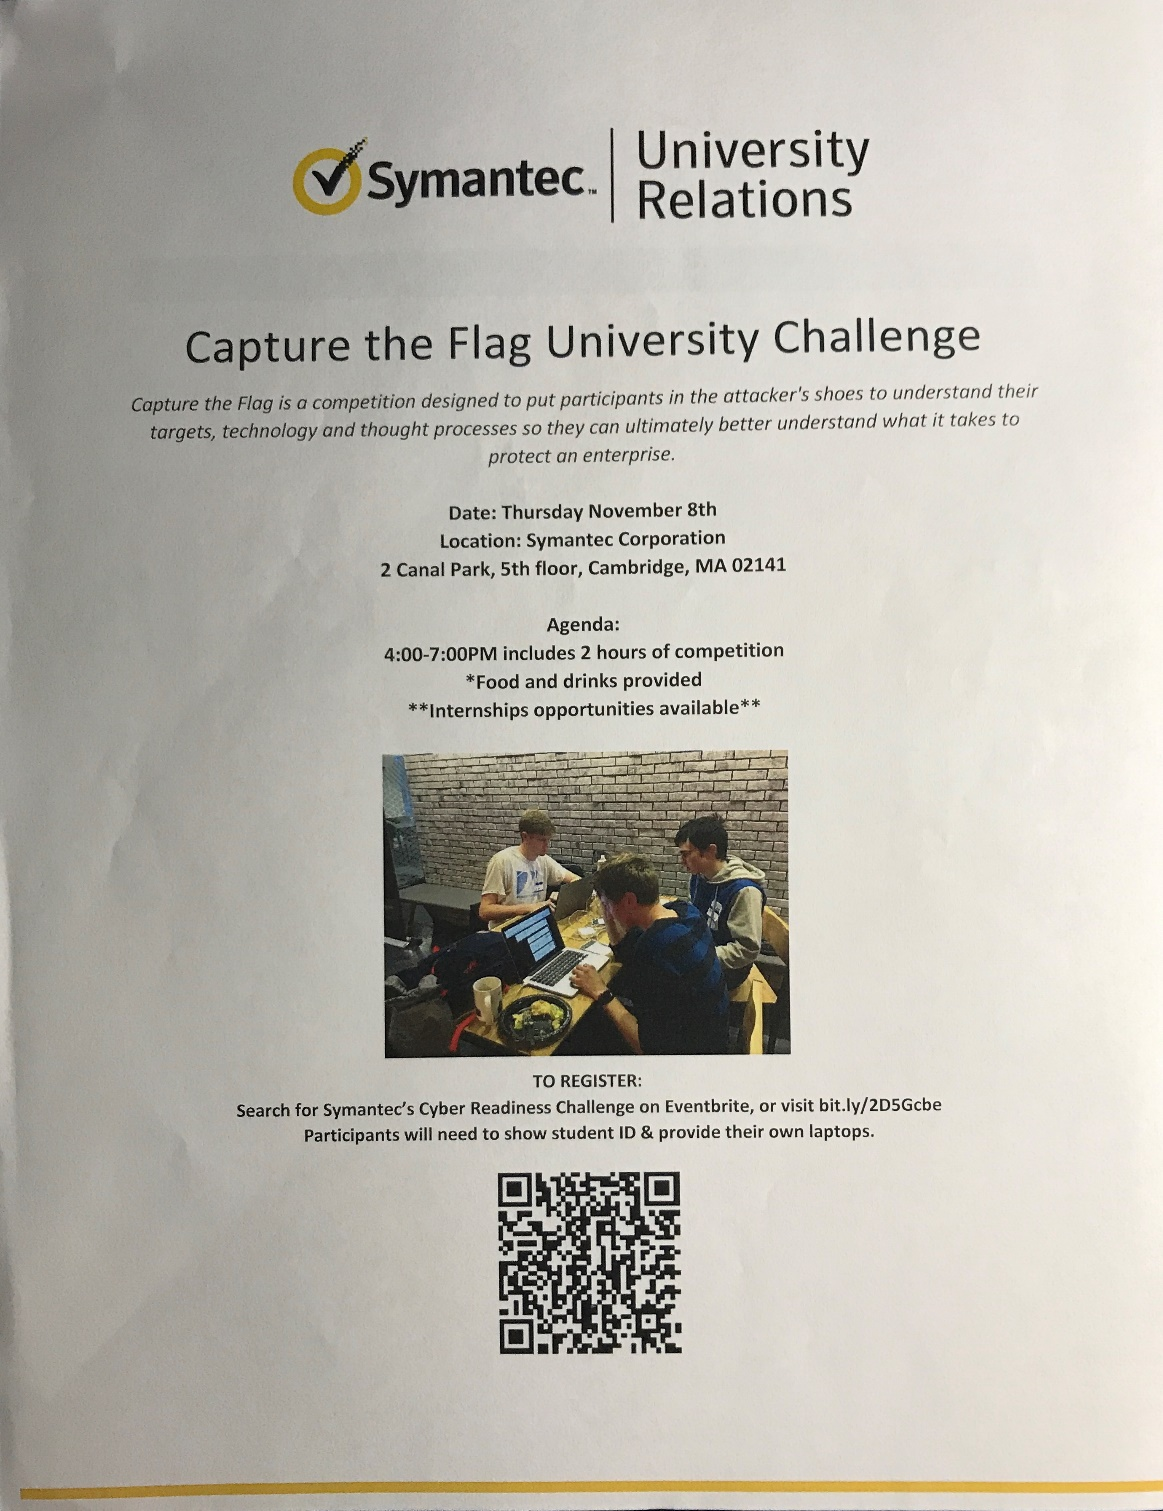 Symantec™
University
Relations
Capture the Flag University Challenge
Capture the Flag is a competition designed to put participants in the attacker's shoes to understand their
targets, technology and thought processes so they can ultimately better understand what it takes to
protect an enterprise.
Date: Thursday November 8th
Location: Symantec Corporation
2 Canal Park, 5th floor, Cambridge, MA 02141
Agenda:
4:00-7:00PM includes 2 hours of competition
*Food and drinks provided
**Internships opportunities available**
TO REGISTER:
Search for Symantec's Cyber Readiness Challenge on Eventbrite, or visit bit.ly/2D5Gcbe
Participants will need to show student ID & provide their own laptops.